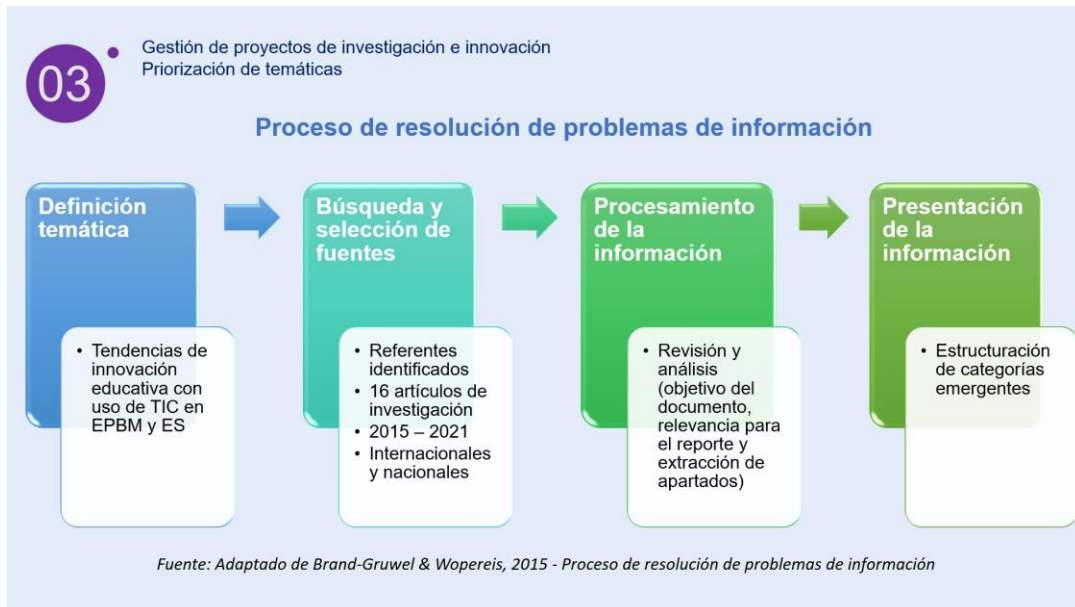 03
Gestión de proyectos de investigación e innovación
Priorización de temáticas
Proceso de resolución de problemas de información
Definición
temática
• Tendencias de
innovación
educativa con
uso de TIC en
EPBM y ES
Búsqueda y
selección de
fuentes
• Referentes
identificados
• 16 artículos de
investigación
• 2015 – 2021
• Internacionales
y nacionales
Procesamiento
de la
información
• Revisión y
análisis
(objetivo del
documento,
relevancia para
el reporte y
extracción de
apartados)
Presentación
de la
información
• Estructuración
de categorías
emergentes
Fuente: Adaptado de Brand-Gruwel & Wopereis, 2015 - Proceso de resolución de problemas de información